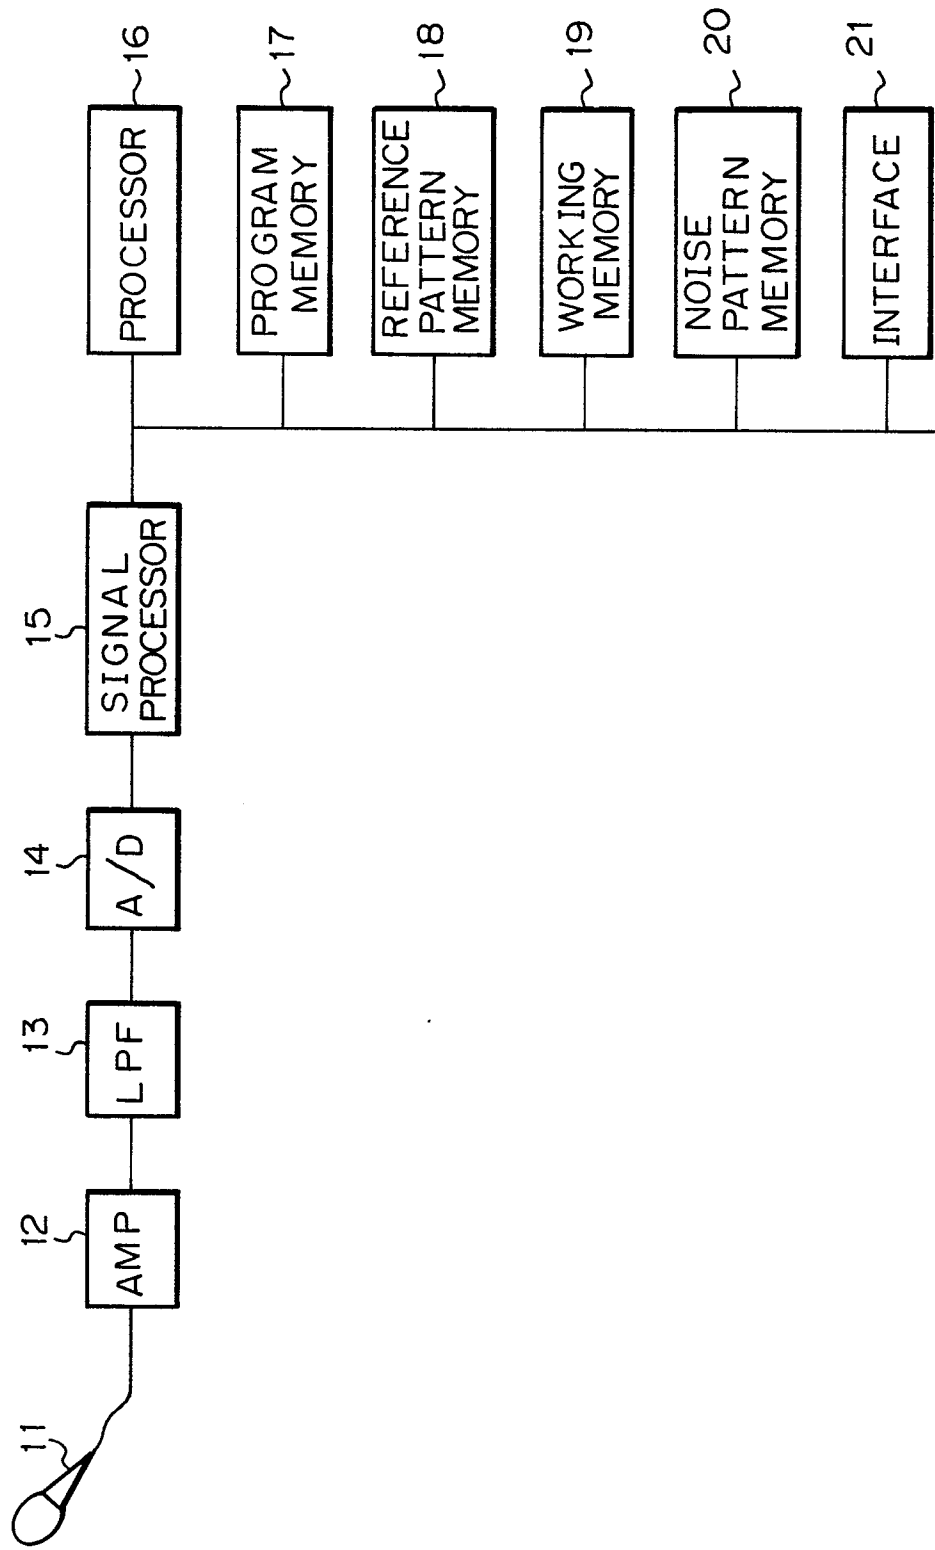 11
12
AMP
13
LPF
14
A/D
15
SIGNAL
PROCESSOR
PROCESSOR
16
PROGRAM
MEMORY
17
REFERENCE
PATTERN
MEMORY
18
WORKING
MEMORY
19
NOISE
PATTERN
MEMORY
20
INTERFACE
21